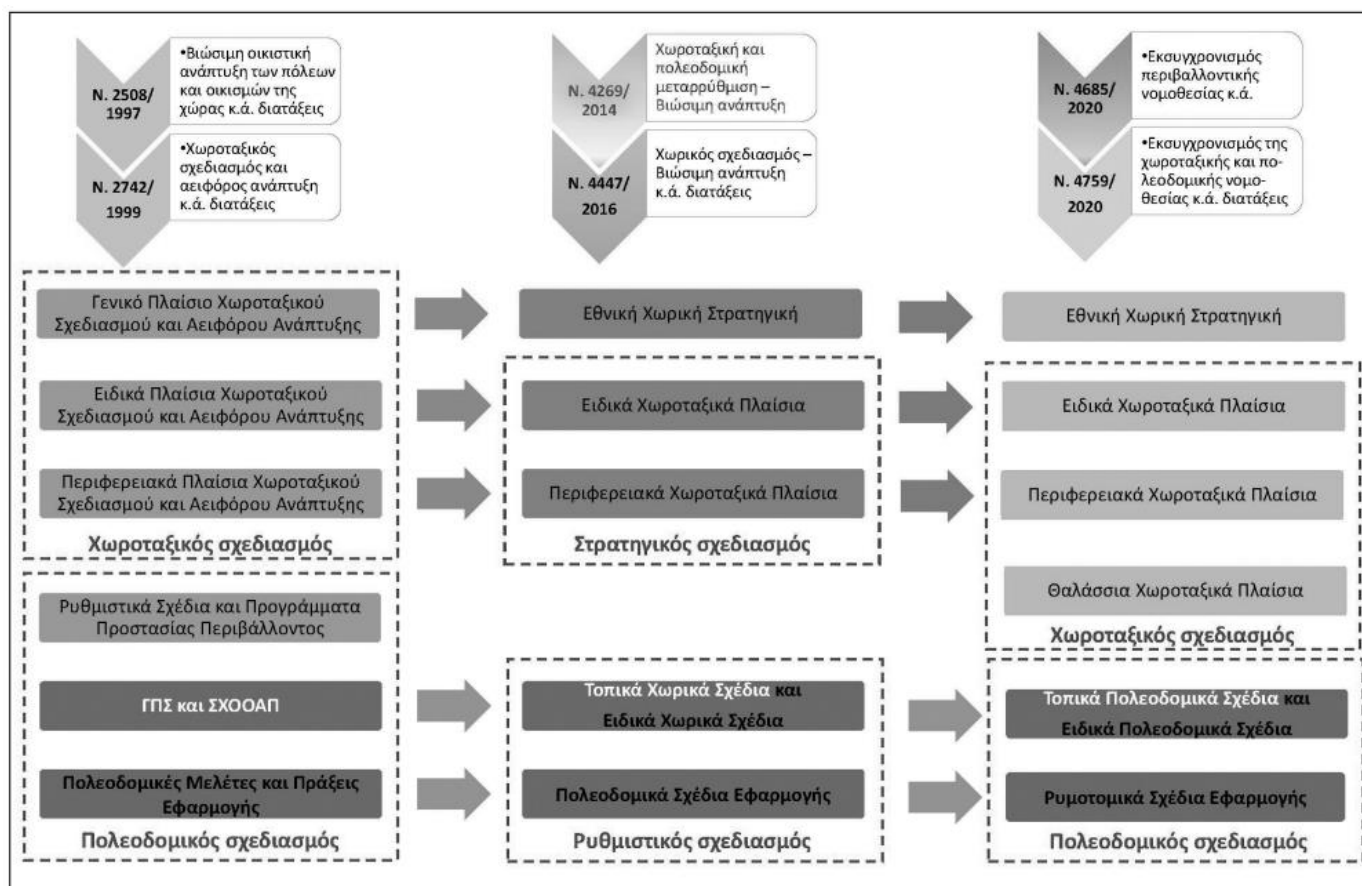 Ν. 2508/
1997
•Βιώσιμη οικιστική
ανάπτυξη των πόλεων
και οικισμών της
χώρας κ.ά. διατάξεις
Ν. 2742/
1999
•Χωροταξικός
σχεδιασμός και
αειφόρος ανάπτυξη
κ.ά. διατάξεις
Ν. 4269/
2014
Χωροταξική και
πολεοδομική
μεταρρύθμιση –
Βιώσιμη ανάπτυξη
Ν. 4447/
2016
Χωρικός σχεδιασμός –
Βιώσιμη ανάπτυξη
κ.ά. διατάξεις
Ν. 4685/
2020
•Εκσυγχρονισμός
περιβαλλοντικής
νομοθεσίας κ.ά.
Ν. 4759/
2020
•Εκσυγχρονισμός της
χωροταξικής και πο-
λεοδομικής νομο-
θεσίας κ.ά. διατάξεις
Γενικό Πλαίσιο Χωροταξικού
Σχεδιασμού και Αειφόρου Ανάπτυξης
Εθνική Χωρική Στρατηγική
Εθνική Χωρική Στρατηγική
Ειδικά Πλαίσια Χωροταξικού
Σχεδιασμού και Αειφόρου Ανάπτυξης
Ειδικά Χωροταξικά Πλαίσια
Ειδικά Χωροταξικά Πλαίσια
Περιφερειακά Πλαίσια Χωροταξικού
Σχεδιασμού και Αειφόρου Ανάπτυξης
Περιφερειακά Χωροταξικά Πλαίσια
Περιφερειακά Χωροταξικά Πλαίσια
Χωροταξικός σχεδιασμός
Στρατηγικός σχεδιασμός
Θαλάσσια Χωροταξικά Πλαίσια
Χωροταξικός σχεδιασμός
Ρυθμιστικά Σχέδια και Προγράμματα
Προστασίας Περιβάλλοντος
ΓΠΣ και ΣΧΟΟΑΠ
Τοπικά Χωρικά Σχέδια και
Ειδικά Χωρικά Σχέδια
Τοπικά Πολεοδομικά Σχέδια και
Ειδικά Πολεοδομικά Σχέδια
Πολεοδομικές Μελέτες και Πράξεις
Εφαρμογής
Πολεοδομικά Σχέδια Εφαρμογής
Ρυμοτομικά Σχέδια Εφαρμογής
Πολεοδομικός σχεδιασμός
Ρυθμιστικός σχεδιασμός
Πολεοδομικός σχεδιασμός